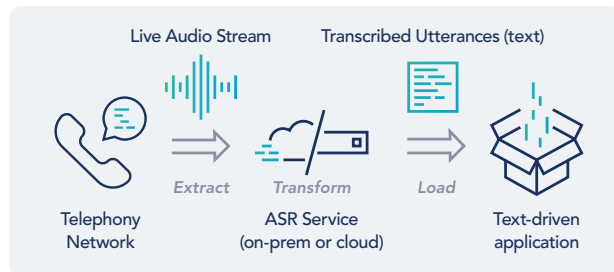 Live Audio Stream
Transcribed Utterances (text)
Extract
Transform
Load
Telephony
Network
ASR Service
(on-prem or cloud)
Text-driven
application